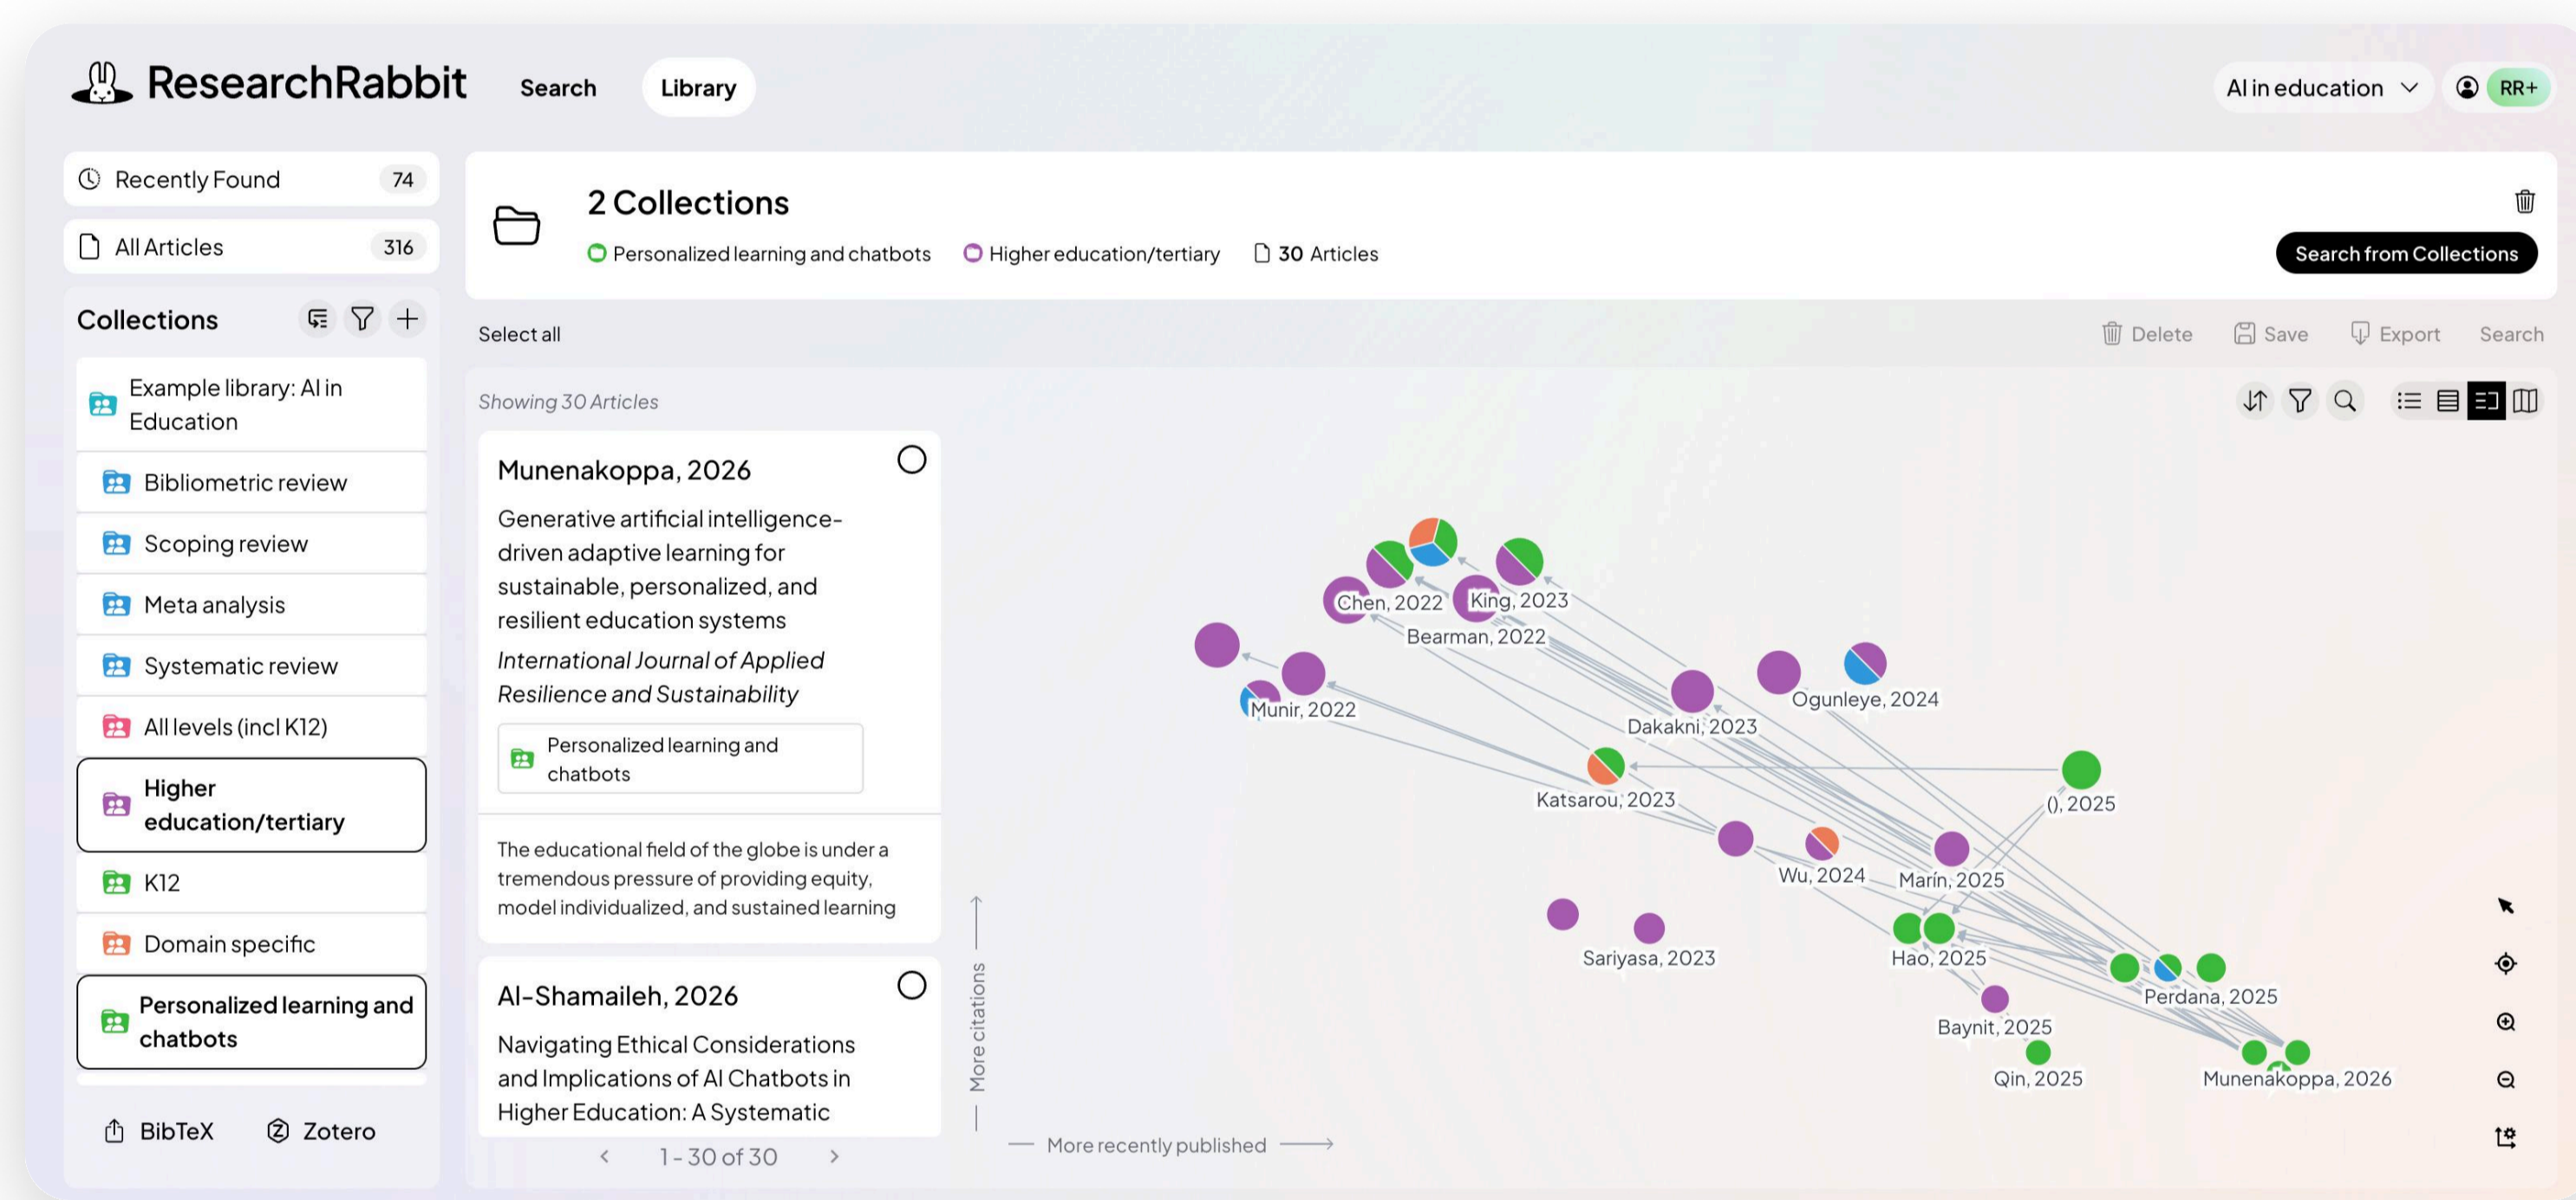 ResearchRabbit
Search
Library
AI in education
RR+
Recently Found
74
All Articles
316
Collections
Example library: AI in
Education
Bibliometric review
Scoping review
Meta analysis
Systematic review
All levels (incl K12)
Higher
education/tertiary
K12
Domain specific
Personalized learning and
chatbots
BibTeX
Zotero
2 Collections
Personalized learning and chatbots
Higher education/tertiary
30 Articles
Search from Collections
Select all
Delete
Save
Export
Search
Showing 30 Articles
Munenakoppa, 2026
Generative artificial intelligence-
driven adaptive learning for
sustainable, personalized, and
resilient education systems
International Journal of Applied
Resilience and Sustainability
Personalized learning and
chatbots
The educational field of the globe is under a
tremendous pressure of providing equity,
model individualized, and sustained learning
Al-Shamaileh, 2026
Navigating Ethical Considerations
and Implications of AI Chatbots in
Higher Education: A Systematic
1 - 30 of 30
More citations
More recently published
Chen, 2022
King, 2023
Bearman, 2022
Munir, 2022
Ogunleye, 2024
Dakakni, 2023
Katsarou, 2023
(), 2025
Wu, 2024
Marín, 2025
Sariyasa, 2023
Hao, 2025
Perdana, 2025
Baynit, 2025
Qin, 2025
Munenakoppa, 2026